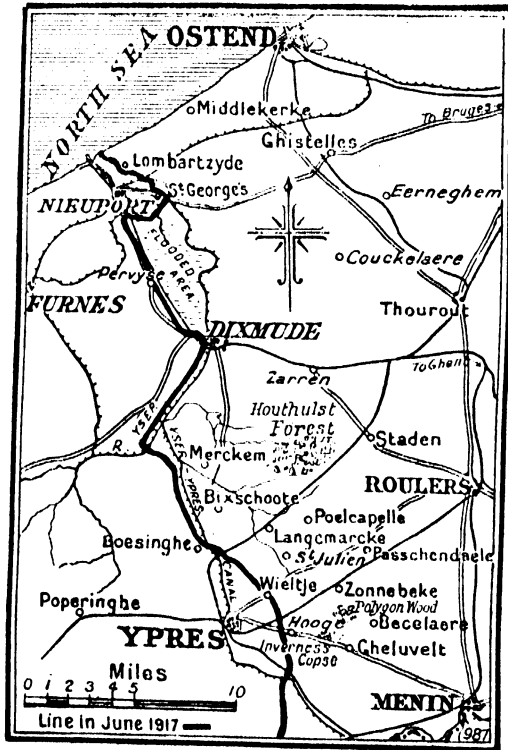 OSTEND
NORTH SEA
Middlekerke
To Bruges
Ghistelles
Lombartzyde
St Georges
Eerneghem
NIEUPORT
FLOODED AREA
Couckelaere
Pervyse
FURNES
Thourout
DIXMUDE
To Ghent
Zarren
Houthulst
Forest
YSER
R.
YSER
YPRES
CANAL
Merckem
Staden
ROULERS
Bixschoote
Poelcapelle
Langemarcke
Boesinghe
St Julien
Passchendaele
Wieltje
Zonnebeke
Polygon Wood
Poperinghe
Hooge
Becelaere
YPRES
Inverness
Copse
Gheluvelt
Miles
0 1 2 3 4 5 10
MENIN
Line in June 1917
987